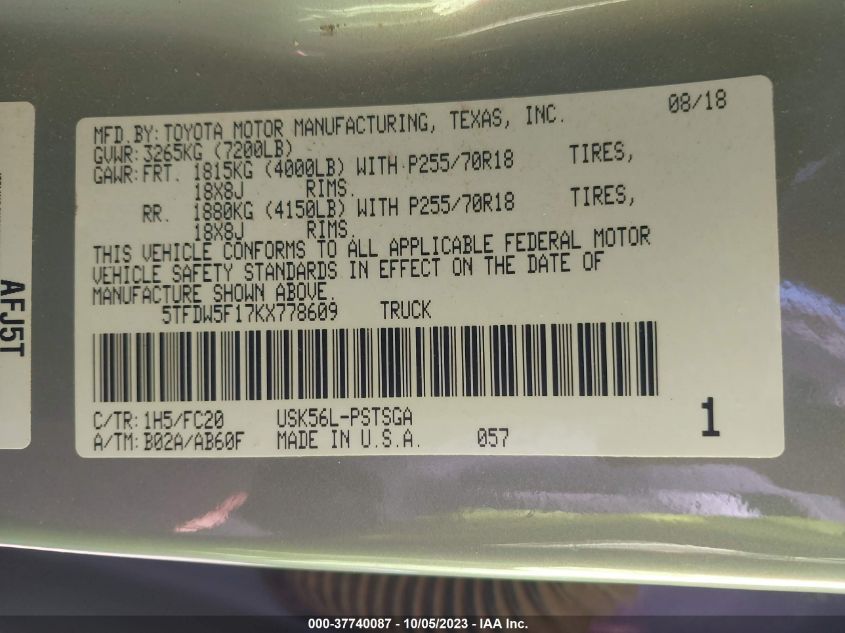 MFD.BY: TOYOTA MOTOR MANUFACTURING, TEXAS, INC. 08/18
GVWR: 3265KG (7200LB)
GAWR: FRT. 1815KG (4000LB) WITH P255/70R18 TIRES,
18X8J RIMS.
RR. 1880KG (4150LB) WITH P255/70R18 TIRES,
18X8J RIMS.
THIS VEHICLE CONFORMS TO ALL APPLICABLE FEDERAL MOTOR
VEHICLE SAFETY STANDARDS IN EFFECT ON THE DATE OF
MANUFACTURE SHOWN ABOVE.
5TFDW5F17KX778609 TRUCK
C/TR: 1H5/FC20 USK56L-PSTSGA
A/TM: B02A/AB60F MADE IN U.S.A. 057
1
AFJ5T
000-37740087 - 10/05/2023 - IAA Inc.